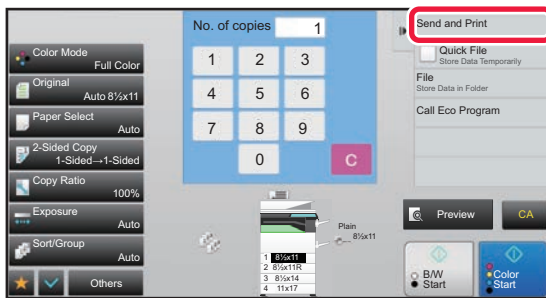 No. of copies 1
Send and Print
Color Mode
Full Color
Quick File
Store Data Temporarily
1 2 3
Original
Auto 8½x11
File
Store Data in Folder
4 5 6
Call Eco Program
Paper Select
Auto
7 8 9
2-Sided Copy
1-Sided→1-Sided
0 C
Copy Ratio
100%
Exposure
Auto
Preview
CA
Plain
8½x11
Sort/Group
Auto
1 8½x11
2 8½x11R
3 8½x14
4 11x17
B/W
Start
Color
Start
Others